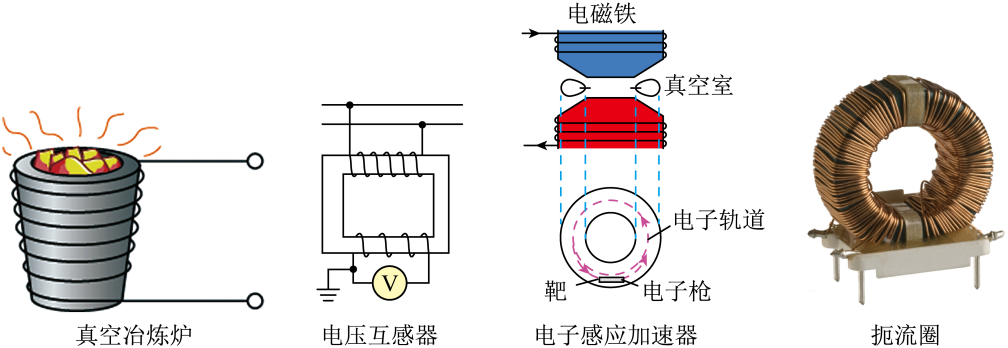 电磁铁
真空室
电子轨道
V
靶
电子枪
真空冶炼炉
电压互感器
电子感应加速器
扼流圈